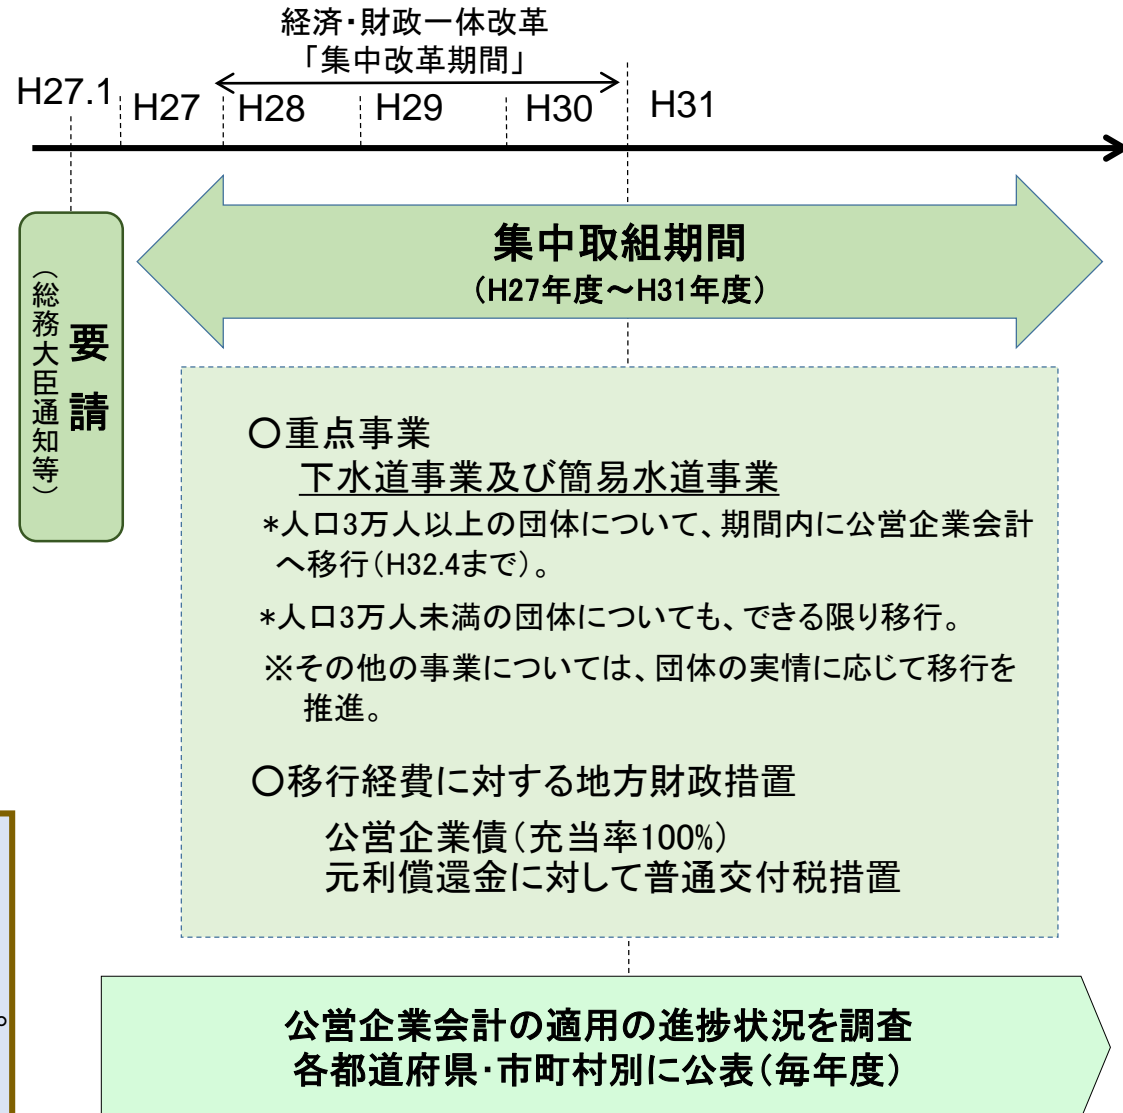 経済・財政一体改革
「集中改革期間」
H27.1
H27
H28
H29
H30
H31
集中取組期間
（H27年度～H31年度）
要請
（総務大臣通知等）
○重点事業
下水道事業及び簡易水道事業
*人口3万人以上の団体について、期間内に公営企業会計
へ移行（H32.4まで）。
*人口3万人未満の団体についても、できる限り移行。
※その他の事業については、団体の実情に応じて移行を
推進。
○移行経費に対する地方財政措置
公営企業債（充当率100%）
元利償還金に対して普通交付税措置
。
公営企業会計の適用の進捗状況を調査
各都道府県･市町村別に公表（毎年度）